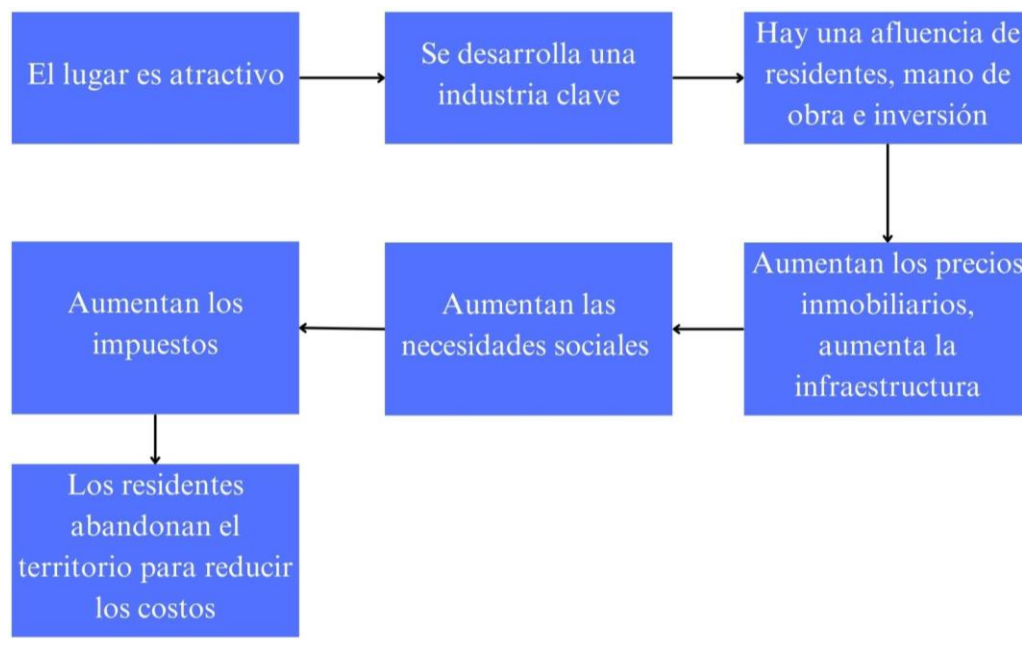 El lugar es atractivo
Se desarrolla una
industria clave
Hay una afluencia de
residentes, mano de
obra e inversión
Aumentan los precios
inmobiliarios,
aumenta la
infraestructura
Aumentan las
necesidades sociales
Aumentan los
impuestos
Los residentes
abandonan el
territorio para reducir
los costos